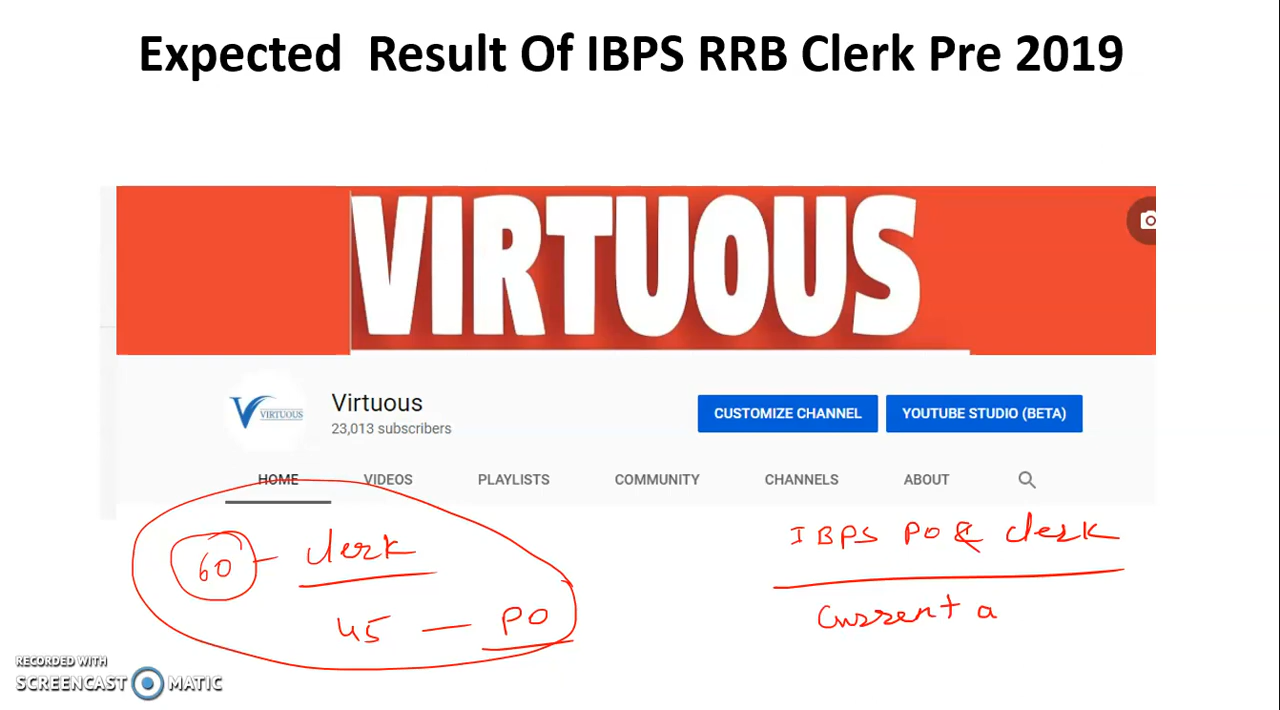 Expected Result Of IBPS RRB Clerk Pre 2019
VIRTUOUS
VIRTUOUS
Virtuous
23,013 subscribers
CUSTOMIZE CHANNEL
YOUTUBE STUDIO (BETA)
HOME VIDEOS PLAYLISTS COMMUNITY CHANNELS ABOUT
60 - clerk
45 — PO
IBPS PO & clerk
Current a
RECORDED WITH
SCREENCAST MATIC